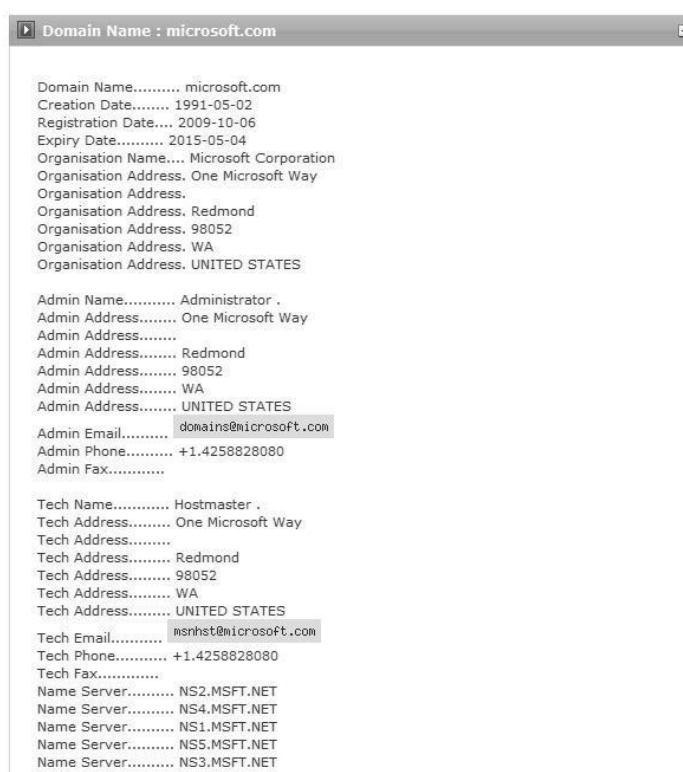 Domain Name : microsoft.com
Domain Name.......... microsoft.com
Creation Date........ 1991-05-02
Registration Date.... 2009-10-06
Expiry Date.......... 2015-05-04
Organisation Name.... Microsoft Corporation
Organisation Address. One Microsoft Way
Organisation Address.
Organisation Address. Redmond
Organisation Address. 98052
Organisation Address. WA
Organisation Address. UNITED STATES
Admin Name........... Administrator .
Admin Address........ One Microsoft Way
Admin Address........
Admin Address........ Redmond
Admin Address........ 98052
Admin Address........ WA
Admin Address........ UNITED STATES
Admin Email.......... domains@microsoft.com
Admin Phone.......... +1.4258828080
Admin Fax............
Tech Name............ Hostmaster .
Tech Address......... One Microsoft Way
Tech Address.........
Tech Address......... Redmond
Tech Address......... 98052
Tech Address......... WA
Tech Address......... UNITED STATES
Tech Email........... msnhst@microsoft.com
Tech Phone........... +1.4258828080
Tech Fax.............
Name Server.......... NS2.MSFT.NET
Name Server.......... NS4.MSFT.NET
Name Server.......... NS1.MSFT.NET
Name Server.......... NS5.MSFT.NET
Name Server.......... NS3.MSFT.NET